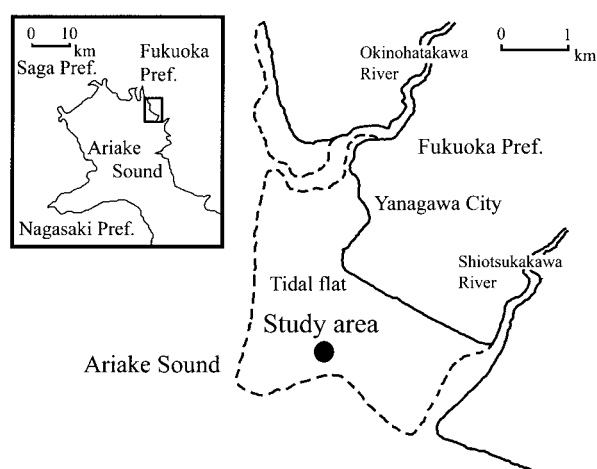 0 10
km
Saga Pref.
Fukuoka
Pref.
Ariake
Sound
Nagasaki Pref.
Okinohatakawa
River
0 1
km
Fukuoka Pref.
Yanagawa City
Shiotsukakawa
River
Tidal flat
Study area
Ariake Sound